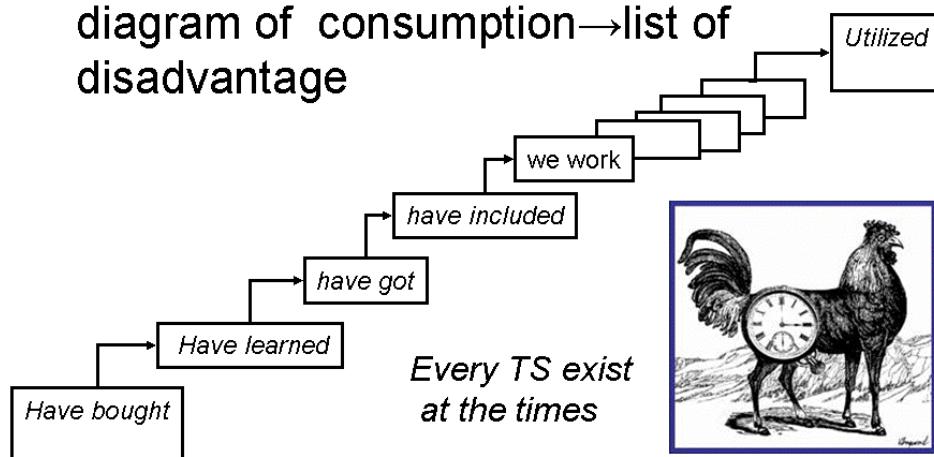 diagram of consumption→list of
disadvantage
Utilized
we work
have included
have got
Have learned
Every TS exist
at the times
Have bought